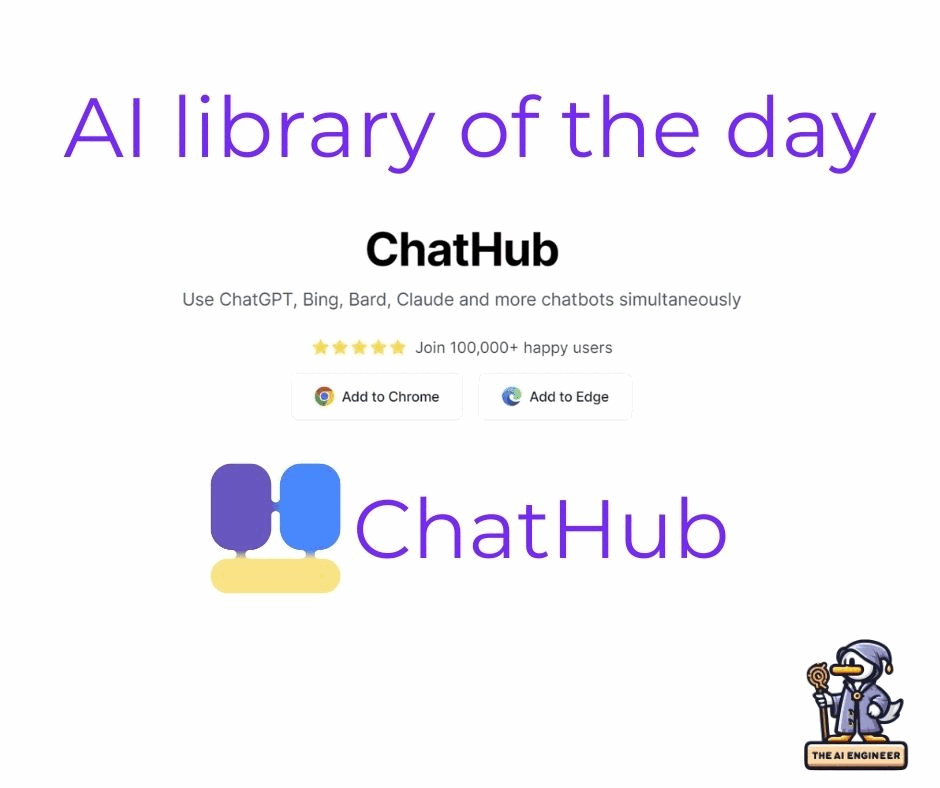 AI library of the day
ChatHub
Use ChatGPT, Bing, Bard, Claude and more chatbots simultaneously
Join 100,000+ happy users
Add to Chrome
Add to Edge
ChatHub
THE AI ENGINEER